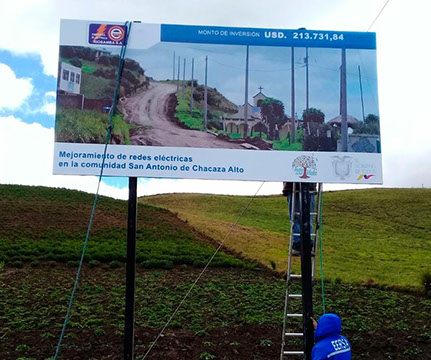 MONTO DE INVERSIÓN USD. 213.731,84
RIOBAMBA S.A.
Mejoramiento de redes eléctricas
en la comunidad San Antonio de Chacaza Alto